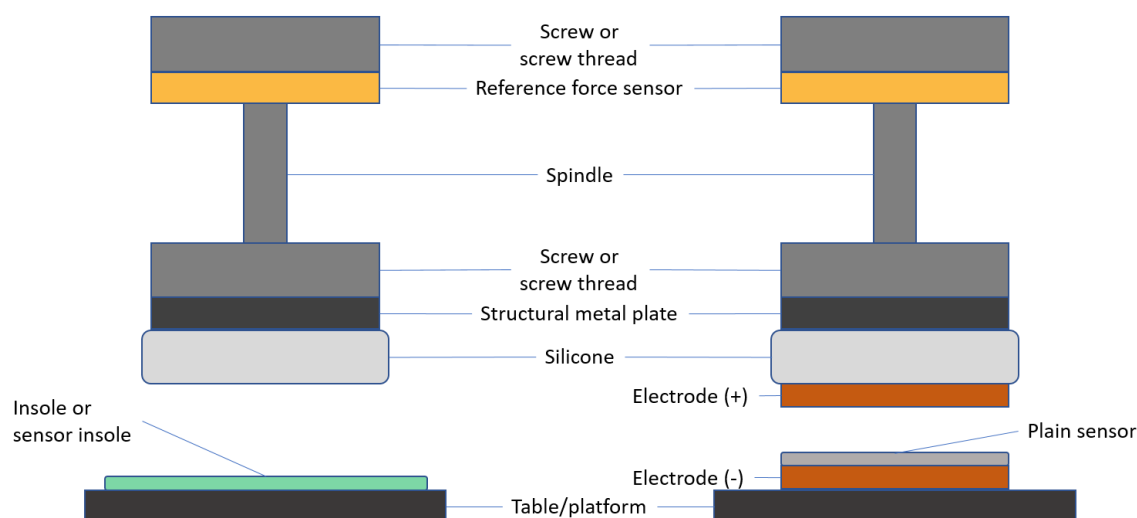 Screw or
screw thread
Reference force sensor
Spindle
Screw or
screw thread
Structural metal plate
Silicone
Electrode (+)
Insole or
sensor insole
Plain sensor
Electrode (-)
Table/platform